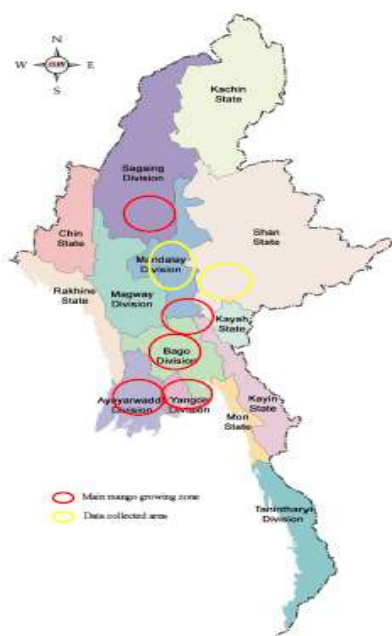 N
W E
S
Kachin
State
Sagaing
Division
Chin
State
Shan
State
Mandalay
Division
Magway
Division
Rakhine
State
Kayah
State
Bago
Division
Ayeyarwaddy
Division
Yangon
Division
Kayin
State
Mon
State
Main mango growing zone
Data collected area
Tanintharyi
Division